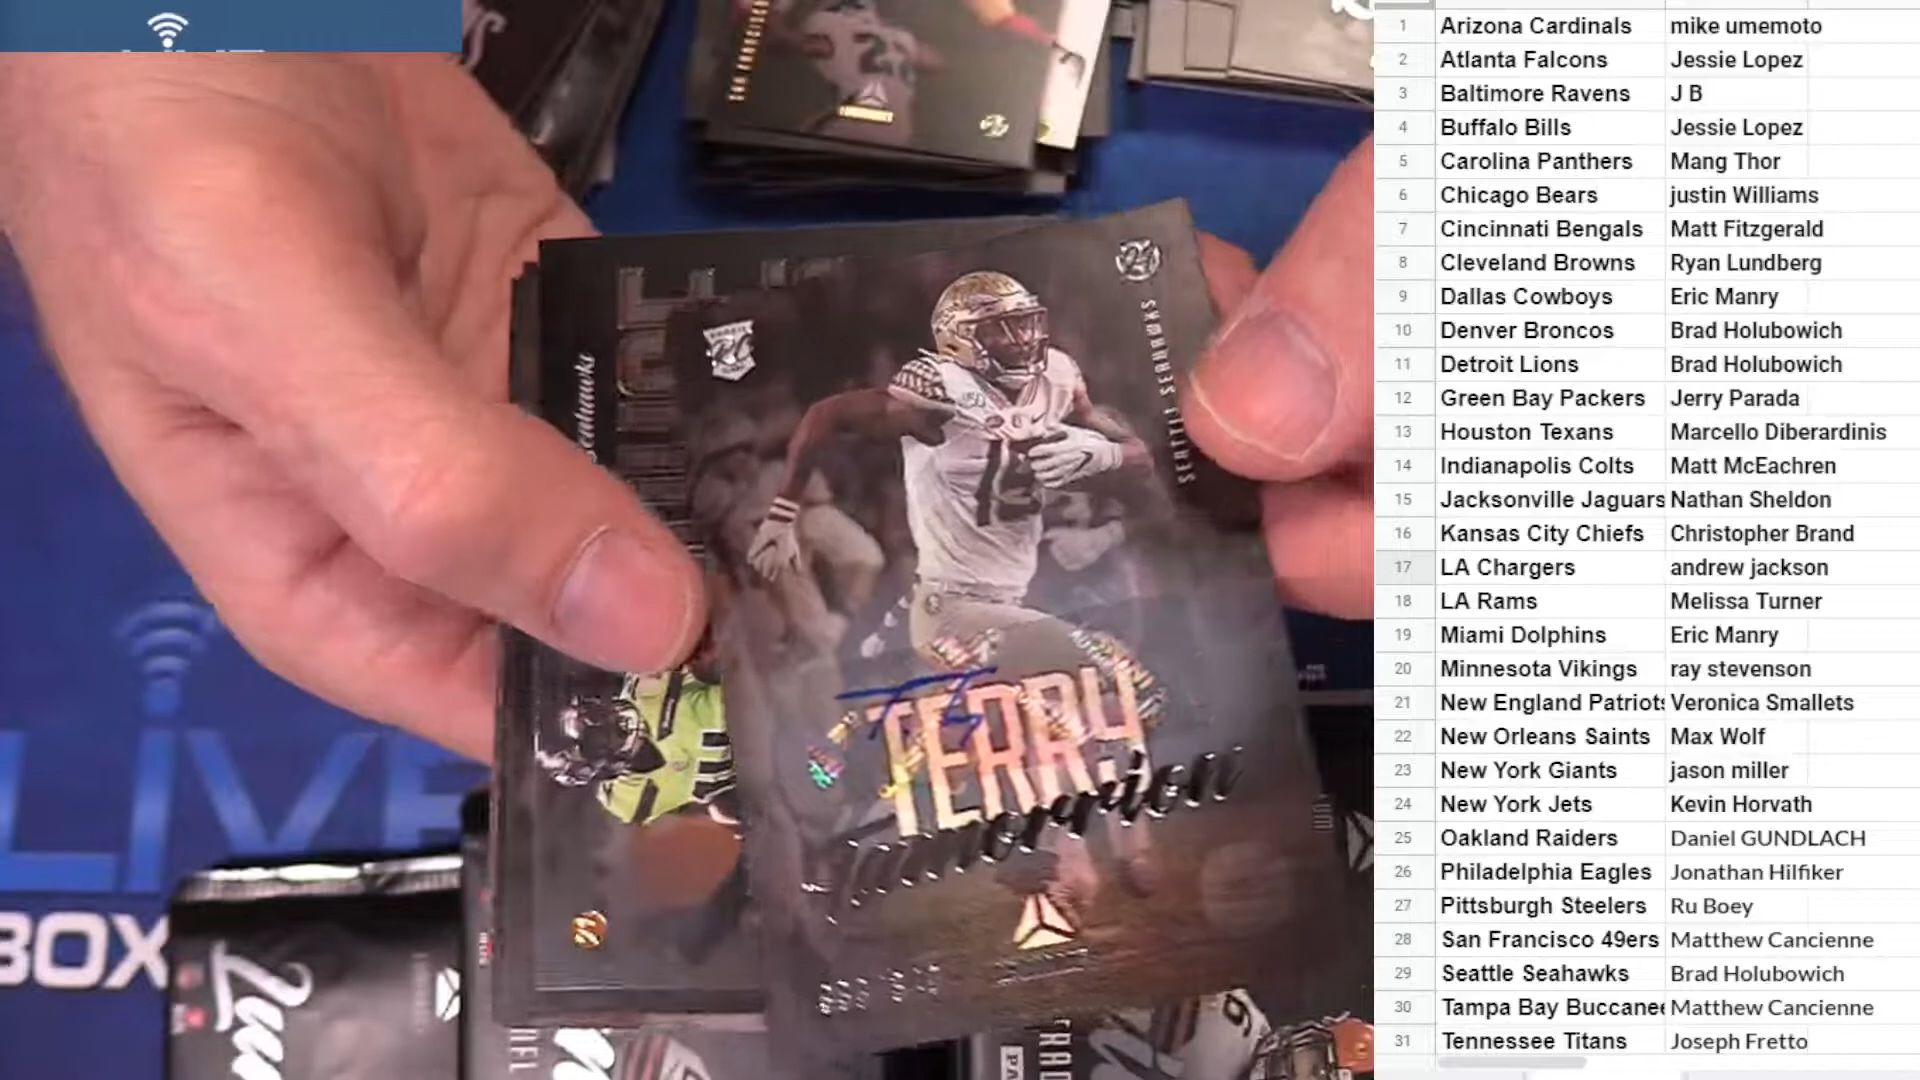 SEATTLE SEAHAWKS
Seahawks
TERRY
LIVE
BOX
1 Arizona Cardinals mike umemoto
2 Atlanta Falcons Jessie Lopez
3 Baltimore Ravens J B
4 Buffalo Bills Jessie Lopez
5 Carolina Panthers Mang Thor
6 Chicago Bears justin Williams
7 Cincinnati Bengals Matt Fitzgerald
8 Cleveland Browns Ryan Lundberg
9 Dallas Cowboys Eric Manry
10 Denver Broncos Brad Holubowich
11 Detroit Lions Brad Holubowich
12 Green Bay Packers Jerry Parada
13 Houston Texans Marcello Diberardinis
14 Indianapolis Colts Matt McEachren
15 Jacksonville Jaguars Nathan Sheldon
16 Kansas City Chiefs Christopher Brand
17 LA Chargers andrew jackson
18 LA Rams Melissa Turner
19 Miami Dolphins Eric Manry
20 Minnesota Vikings ray stevenson
21 New England Patriots Veronica Smallets
22 New Orleans Saints Max Wolf
23 New York Giants jason miller
24 New York Jets Kevin Horvath
25 Oakland Raiders Daniel GUNDLACH
26 Philadelphia Eagles Jonathan Hilfiker
27 Pittsburgh Steelers Ru Boey
28 San Francisco 49ers Matthew Cancienne
29 Seattle Seahawks Brad Holubowich
30 Tampa Bay Buccanee Matthew Cancienne
31 Tennessee Titans Joseph Fretto